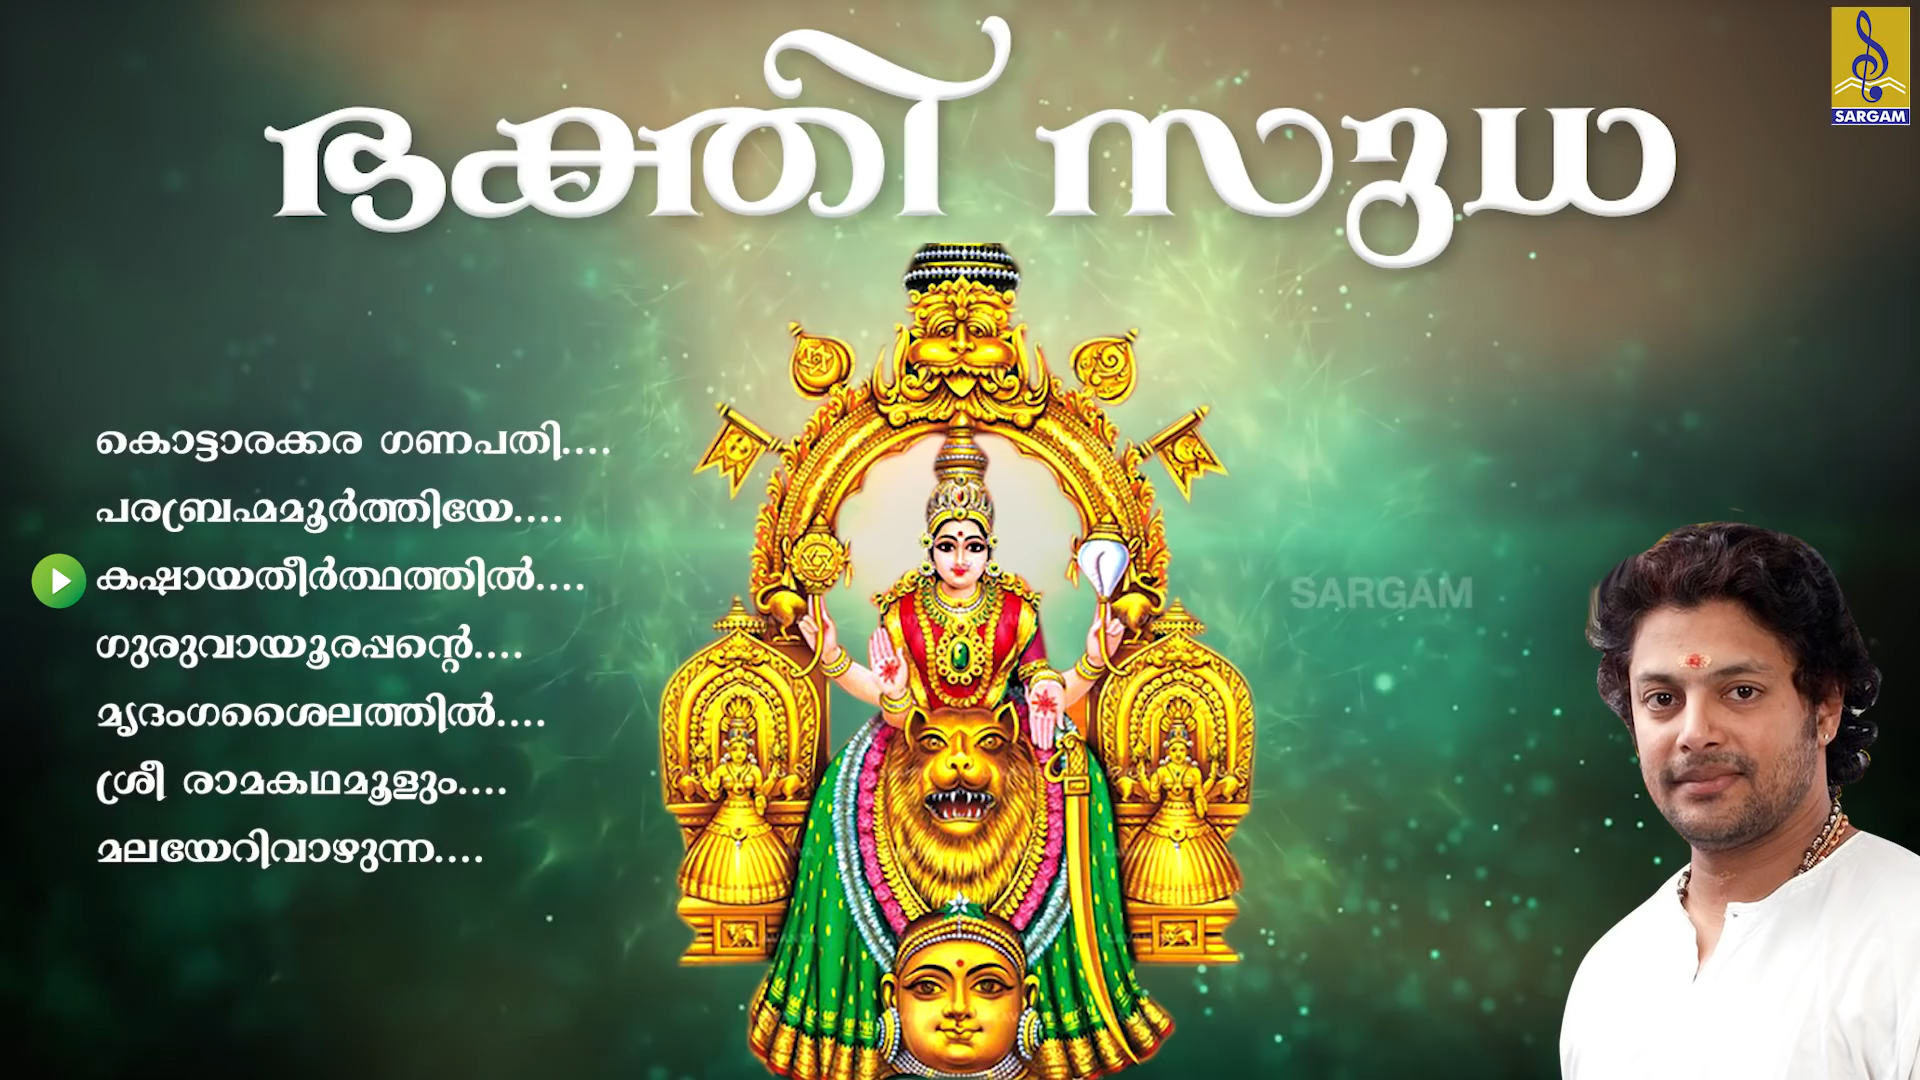 ഭക്തി സുധ
SARGAM
കൊട്ടാരക്കര ഗണപതി....
പരബ്രഹ്മമൂർത്തിയേ....
കഷായതീർത്ഥത്തിൽ....
ഗുരുവായൂരപ്പന്റെ....
മൃദംഗശൈലത്തിൽ....
ശ്രീ രാമകഥമൂളും....
മലയേറിവാഴുന്ന....
SARGAM